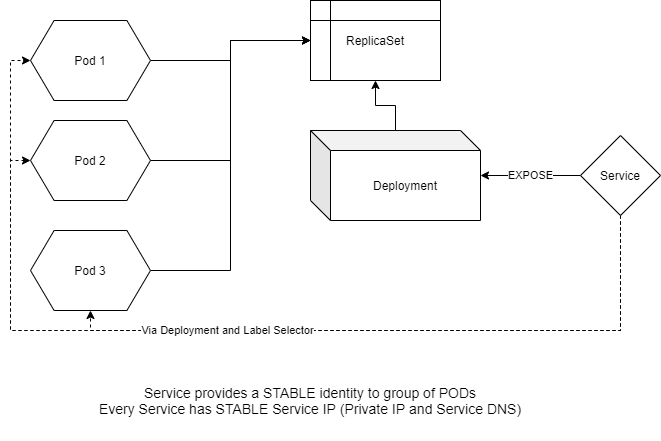 Pod 1
ReplicaSet
Pod 2
Deployment
EXPOSE
Service
Pod 3
Via Deployment and Label Selector
Service provides a STABLE identity to group of PODs
Every Service has STABLE Service IP (Private IP and Service DNS)